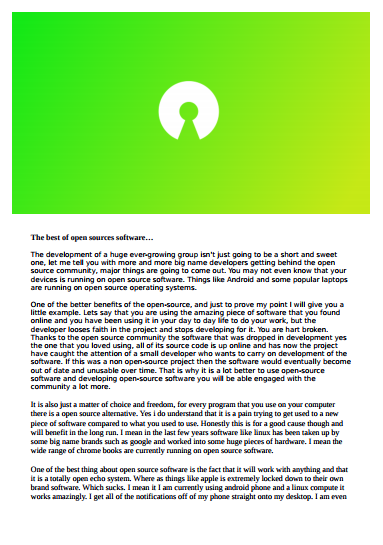 The best of open sources software...
The development of a huge ever-growing group isn't just going to be a short and sweet
one, let me tell you with more and more big name developers getting behind the open
source community, major things are going to come out. You may not even know that your
devices is running on open source software. Things like Android and some popular laptops
are running on open source operating systems.
One of the better benefits of the open-source, and just to prove my point I will give you a
little example. Lets say that you are using the amazing piece of software that you found
online and you have been using it in your day to day life to do your work, but the
developer looses faith in the project and stops developing for it. You are hart broken.
Thanks to the open source community the software that was dropped in development yes
the one that you loved using, all of its source code is up online and has now the project
have caught the attention of a small developer who wants to carry on development of the
software. If this was a non open-source project then the software would eventually become
out of date and unusable over time. That is why it is a lot better to use open-source
software and developing open-source software you will be able engaged with the
community a lot more.
It is also just a matter of choice and freedom, for every program that you use on your computer
there is a open source alternative. Yes i do understand that it is a pain trying to get used to a new
piece of software compared to what you used to use. Honestly this is for a good cause though and
will benefit in the long run. I mean in the last few years software like linux has been taken up by
some big name brands such as google and worked into some huge pieces of hardware. I mean the
wide range of chrome books are currently running on open source software.
One of the best thing about open source software is the fact that it will work with anything and that
it is a totally open echo system. Where as things like apple is extremely locked down to their own
brand software. Which sucks. I mean it I am currently using android phone and a linux compute it
works amazingly. I get all of the notifications off of my phone straight onto my desktop. I am even